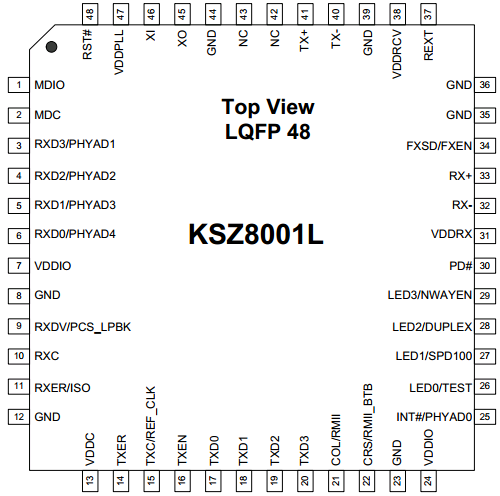 48 47 46 45 44 43 42 41 40 39 38 37
RST# VDDPLL XI XO GND NC NC TX+ TX- GND VDDRCV REXT
Top View
LQFP 48
KSZ8001L
1 MDIO
2 MDC
3 RXD3/PHYAD1
4 RXD2/PHYAD2
5 RXD1/PHYAD3
6 RXD0/PHYAD4
7 VDDIO
8 GND
9 RXDV/PCS_LPBK
10 RXC
11 RXER/ISO
12 GND
GND 36
GND 35
FXSD/FXEN 34
RX+ 33
RX- 32
VDDRX 31
PD# 30
LED3/NWAYEN 29
LED2/DUPLEX 28
LED1/SPD100 27
LED0/TEST 26
INT#/PHYAD0 25
VDDC TXER TXC/REF_CLK TXEN TXD0 TXD1 TXD2 TXD3 COL/RMII CRS/RMII_BTB GND VDDIO
13 14 15 16 17 18 19 20 21 22 23 24